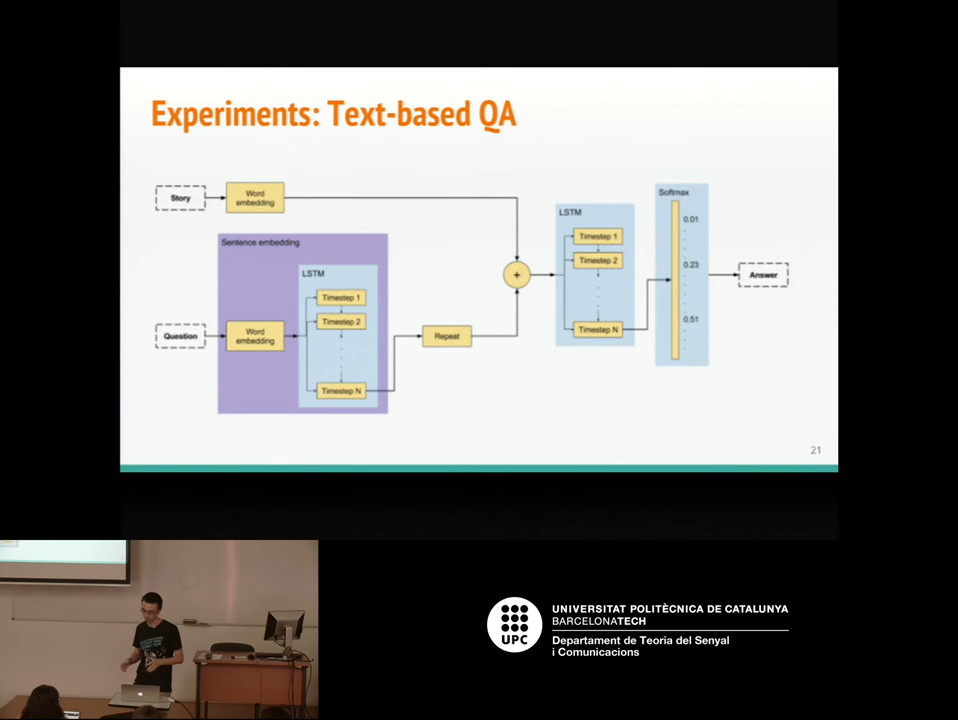 Experiments: Text-based QA
Story
Word
embedding
Sentence embedding
LSTM
Timestep 1
Timestep 2
Timestep N
Question
Word
embedding
Repeat
+
LSTM
Timestep 1
Timestep 2
Timestep N
Softmax
0.01
0.23
0.51
Answer
21
UPC
UNIVERSITAT POLITÈCNICA DE CATALUNYA
BARCELONATECH
Departament de Teoria del Senyal
i Comunicacions